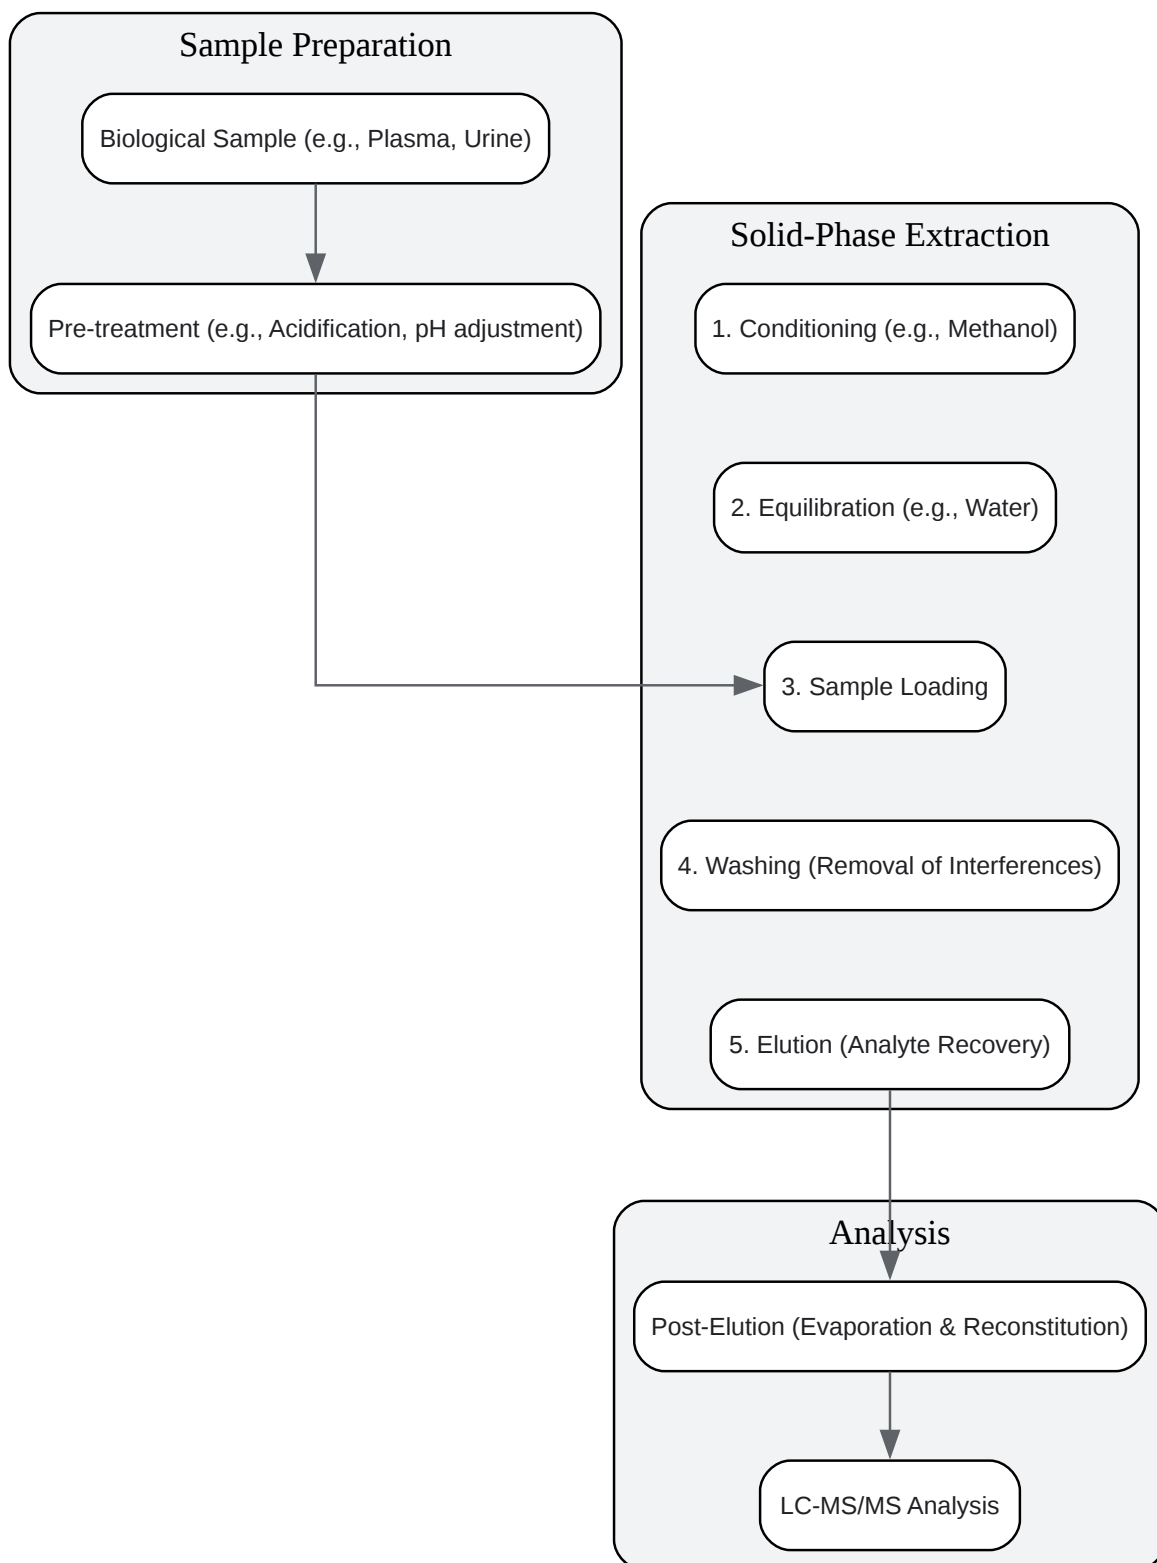 Sample Preparation
Biological Sample (e.g., Plasma, Urine)
Pre-treatment (e.g., Acidification, pH adjustment)
Solid-Phase Extraction
1. Conditioning (e.g., Methanol)
2. Equilibration (e.g., Water)
3. Sample Loading
4. Washing (Removal of Interferences)
5. Elution (Analyte Recovery)
Analysis
Post-Elution (Evaporation & Reconstitution)
LC-MS/MS Analysis